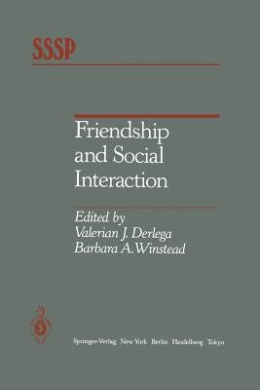 SSSP
Friendship
and Social
Interaction
Edited by
Valerian J. Derlega
Barbara A. Winstead
Springer-Verlag New York Berlin Heidelberg Tokyo